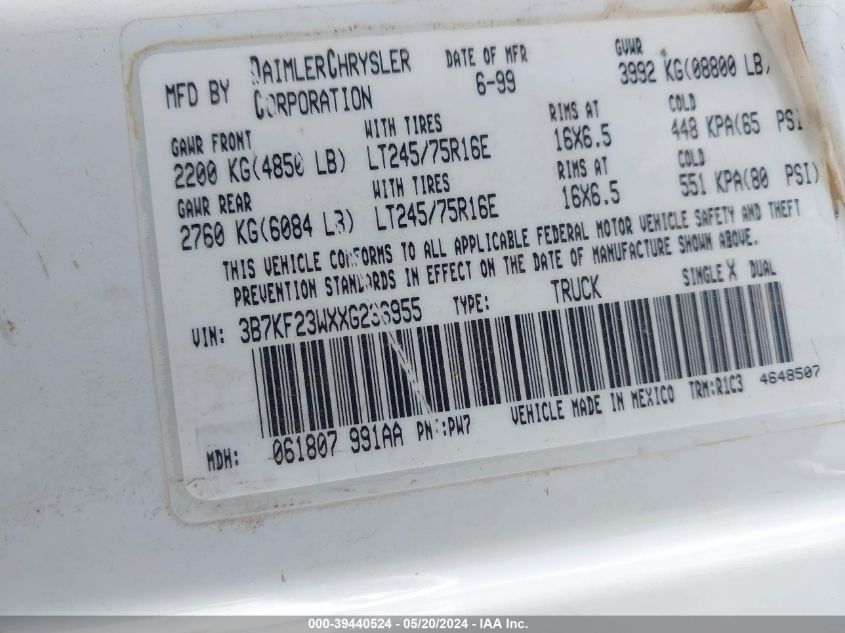 MFD BY DAIMLERCHRYSLER CORPORATION DATE OF MFR 6-99 GVWR 3992 KG(08800 LB)
GAWR FRONT WITH TIRES RIMS AT COLD
2200 KG(4850 LB) LT245/75R16E 16X6.5 448 KPA(65 PSI)
GAWR REAR WITH TIRES RIMS AT COLD
2760 KG(6084 LB) LT245/75R16E 16X6.5 551 KPA(80 PSI)
THIS VEHICLE CONFORMS TO ALL APPLICABLE FEDERAL MOTOR VEHICLE SAFETY AND THEFT
PREVENTION STANDARDS IN EFFECT ON THE DATE OF MANUFACTURE SHOWN ABOVE.
VIN: 3B7KF23WXXG236955 TYPE: TRUCK SINGLE X DUAL
MDH: 061807 991AA PNT:PW7 VEHICLE MADE IN MEXICO TRM:R1C3 4648507
000-39440524 - 05/20/2024 - IAA Inc.